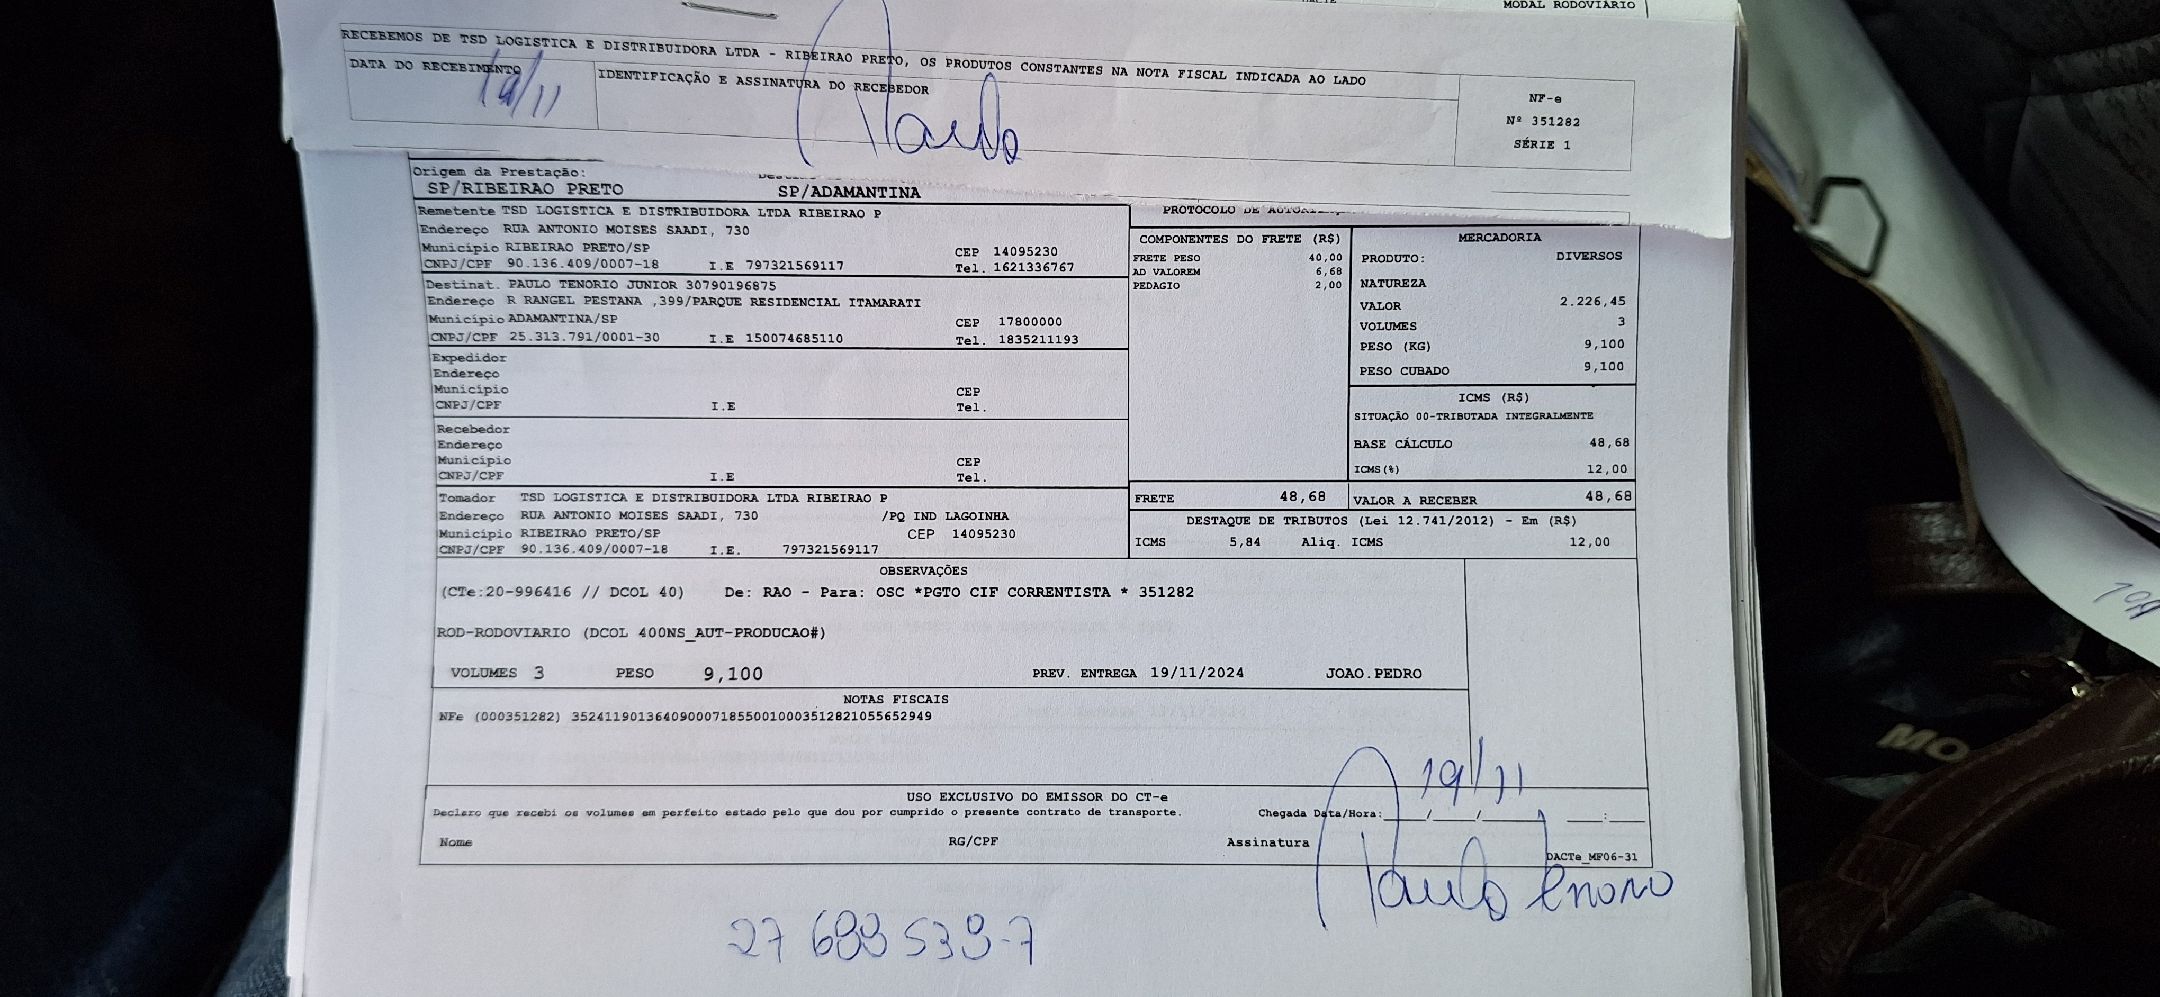 MODAL RODOVIÁRIO
RECEBEMOS DE TSD LOGISTICA E DISTRIBUIDORA LTDA - RIBEIRAO PRETO, OS PRODUTOS CONSTANTES NA NOTA FISCAL INDICADA AO LADO
DATA DO RECEBIMENTO
19/11
IDENTIFICAÇÃO E ASSINATURA DO RECEBEDOR
Paulo
NF-e
Nº 351282
SÉRIE 1
Origem da Prestação:
SP/RIBEIRAO PRETO SP/ADAMANTINA
Remetente TSD LOGISTICA E DISTRIBUIDORA LTDA RIBEIRAO P
Endereço RUA ANTONIO MOISES SAADI, 730
Município RIBEIRAO PRETO/SP CEP 14095230
CNPJ/CPF 90.136.409/0007-18 I.E 797321569117 Tel. 1621336767
Destinat. PAULO TENORIO JUNIOR 30790196875
Endereço R RANGEL PESTANA ,399/PARQUE RESIDENCIAL ITAMARATI
Município ADAMANTINA/SP CEP 17800000
CNPJ/CPF 25.313.791/0001-30 I.E 150074685110 Tel. 1835211193
Expedidor
Endereço
Município CEP
CNPJ/CPF I.E Tel.
Recebedor
Endereço
Município CEP
CNPJ/CPF I.E Tel.
Tomador TSD LOGISTICA E DISTRIBUIDORA LTDA RIBEIRAO P
Endereço RUA ANTONIO MOISES SAADI, 730 /PQ IND LAGOINHA
Município RIBEIRAO PRETO/SP CEP 14095230
CNPJ/CPF 90.136.409/0007-18 I.E. 797321569117
PROTOCOLO DE
COMPONENTES DO FRETE (R$)
FRETE PESO 40,00
AD VALOREM 6,68
PEDAGIO 2,00
MERCADORIA
PRODUTO: DIVERSOS
NATUREZA
VALOR 2.226,45
VOLUMES 3
PESO (KG) 9,100
PESO CUBADO 9,100
ICMS (R$)
SITUAÇÃO 00-TRIBUTADA INTEGRALMENTE
BASE CÁLCULO 48,68
ICMS(%) 12,00
FRETE 48,68 VALOR A RECEBER 48,68
DESTAQUE DE TRIBUTOS (Lei 12.741/2012) - Em (R$)
ICMS 5,84 Aliq. ICMS 12,00
OBSERVAÇÕES
(CTe:20-996416 // DCOL 40) De: RAO - Para: OSC *PGTO CIF CORRENTISTA * 351282
ROD-RODOVIARIO (DCOL 400NS_AUT-PRODUCAO#)
VOLUMES 3 PESO 9,100 PREV. ENTREGA 19/11/2024 JOAO.PEDRO
NOTAS FISCAIS
NFe (000351282) 35241190136409000718550010003512821055652949
19/11
USO EXCLUSIVO DO EMISSOR DO CT-e
Declaro que recebi os volumes em perfeito estado pelo que dou por cumprido o presente contrato de transporte. Chegada Data/Hora:____/____/______ ____:____
Nome RG/CPF Assinatura
DACTe_MF06-31
Paulo Tenorio
27 688 538-7
MO